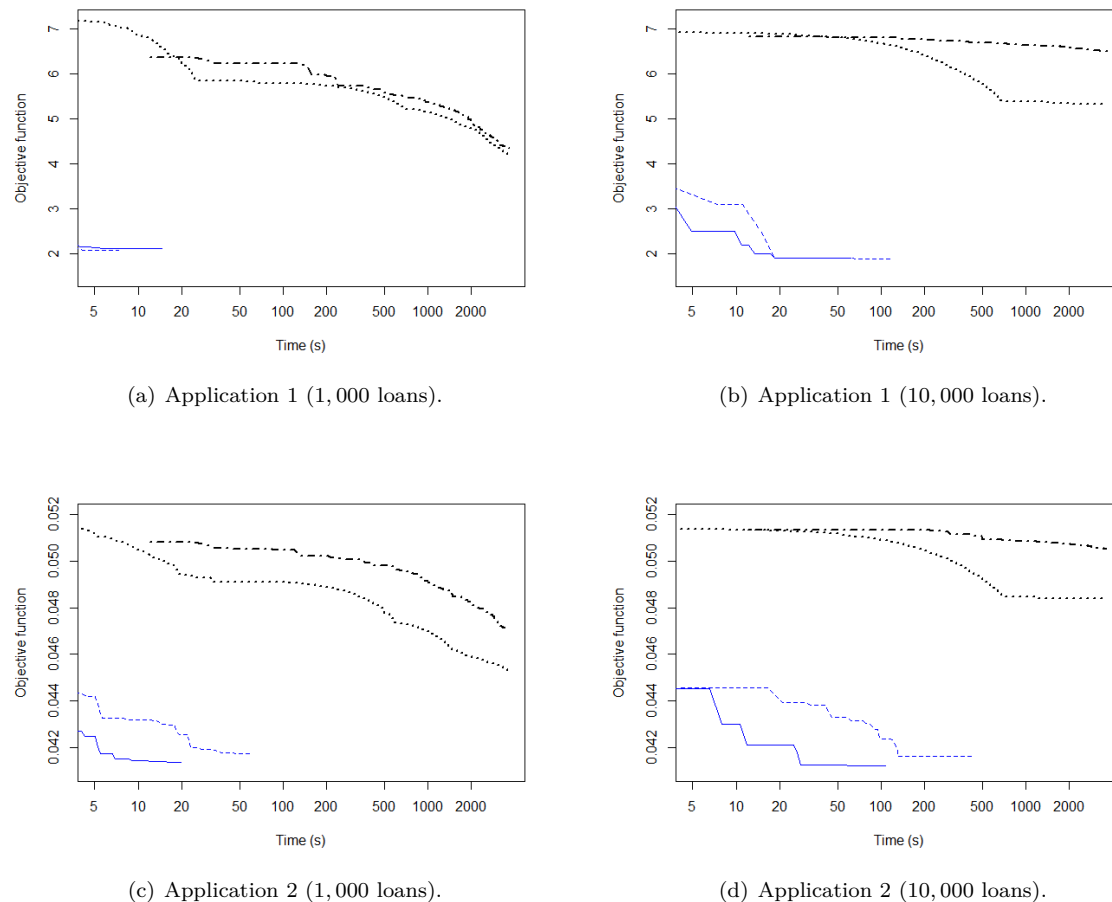 7
6
5
4
3
2
Objective function
5 10 20 50 100 200 500 1000 2000
Time (s)
(a) Application 1 (1, 000 loans).
7
6
5
4
3
2
Objective function
5 10 20 50 100 200 500 1000 2000
Time (s)
(b) Application 1 (10, 000 loans).
0.052
0.050
0.048
0.046
0.044
0.042
Objective function
5 10 20 50 100 200 500 1000 2000
Time (s)
(c) Application 2 (1, 000 loans).
0.052
0.050
0.048
0.046
0.044
0.042
Objective function
5 10 20 50 100 200 500 1000 2000
Time (s)
(d) Application 2 (10, 000 loans).